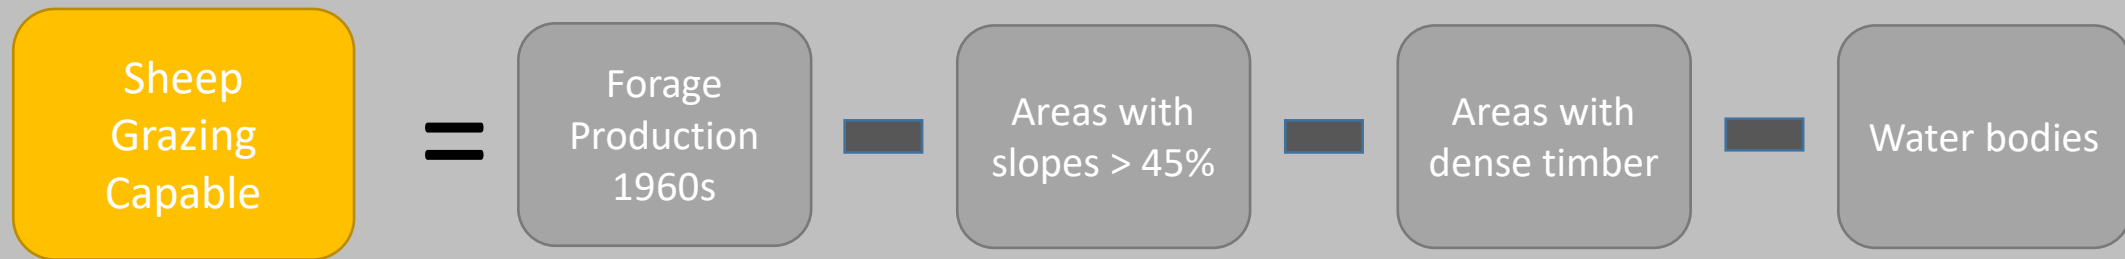 Sheep
Grazing
Capable
=
Forage
Production
1960s
Areas with
slopes > 45%
Areas with
dense timber
Water bodies